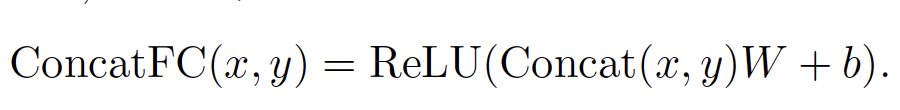 ConcatFC(x, y) = ReLU(Concat(x, y)W + b).